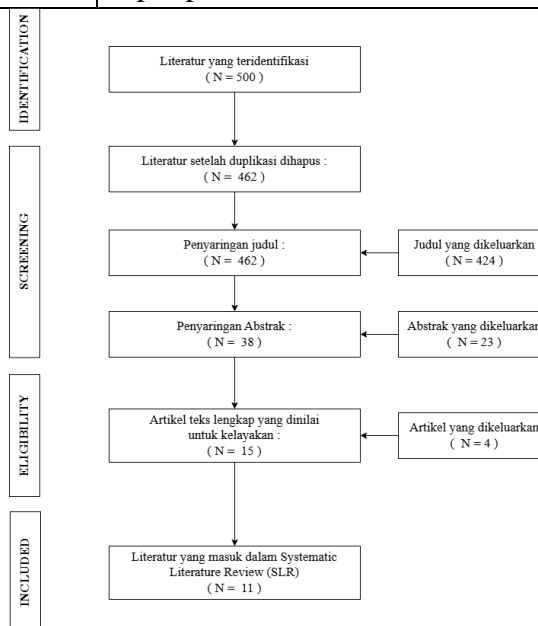 IDENTIFICATION
Literatur yang teridentifikasi
( N = 500 )
SCREENING
Literatur setelah duplikasi dihapus :
( N = 462 )
Penyaringan judul :
( N = 462 )
Judul yang dikeluarkan
( N = 424 )
Penyaringan Abstrak :
( N = 38 )
Abstrak yang dikeluarkan
( N = 23 )
ELIGIBILITY
Artikel teks lengkap yang dinilai
untuk kelayakan :
( N = 15 )
Artikel yang dikeluarkan
( N = 4 )
INCLUDED
Literatur yang masuk dalam Systematic
Literature Review (SLR)
( N = 11 )